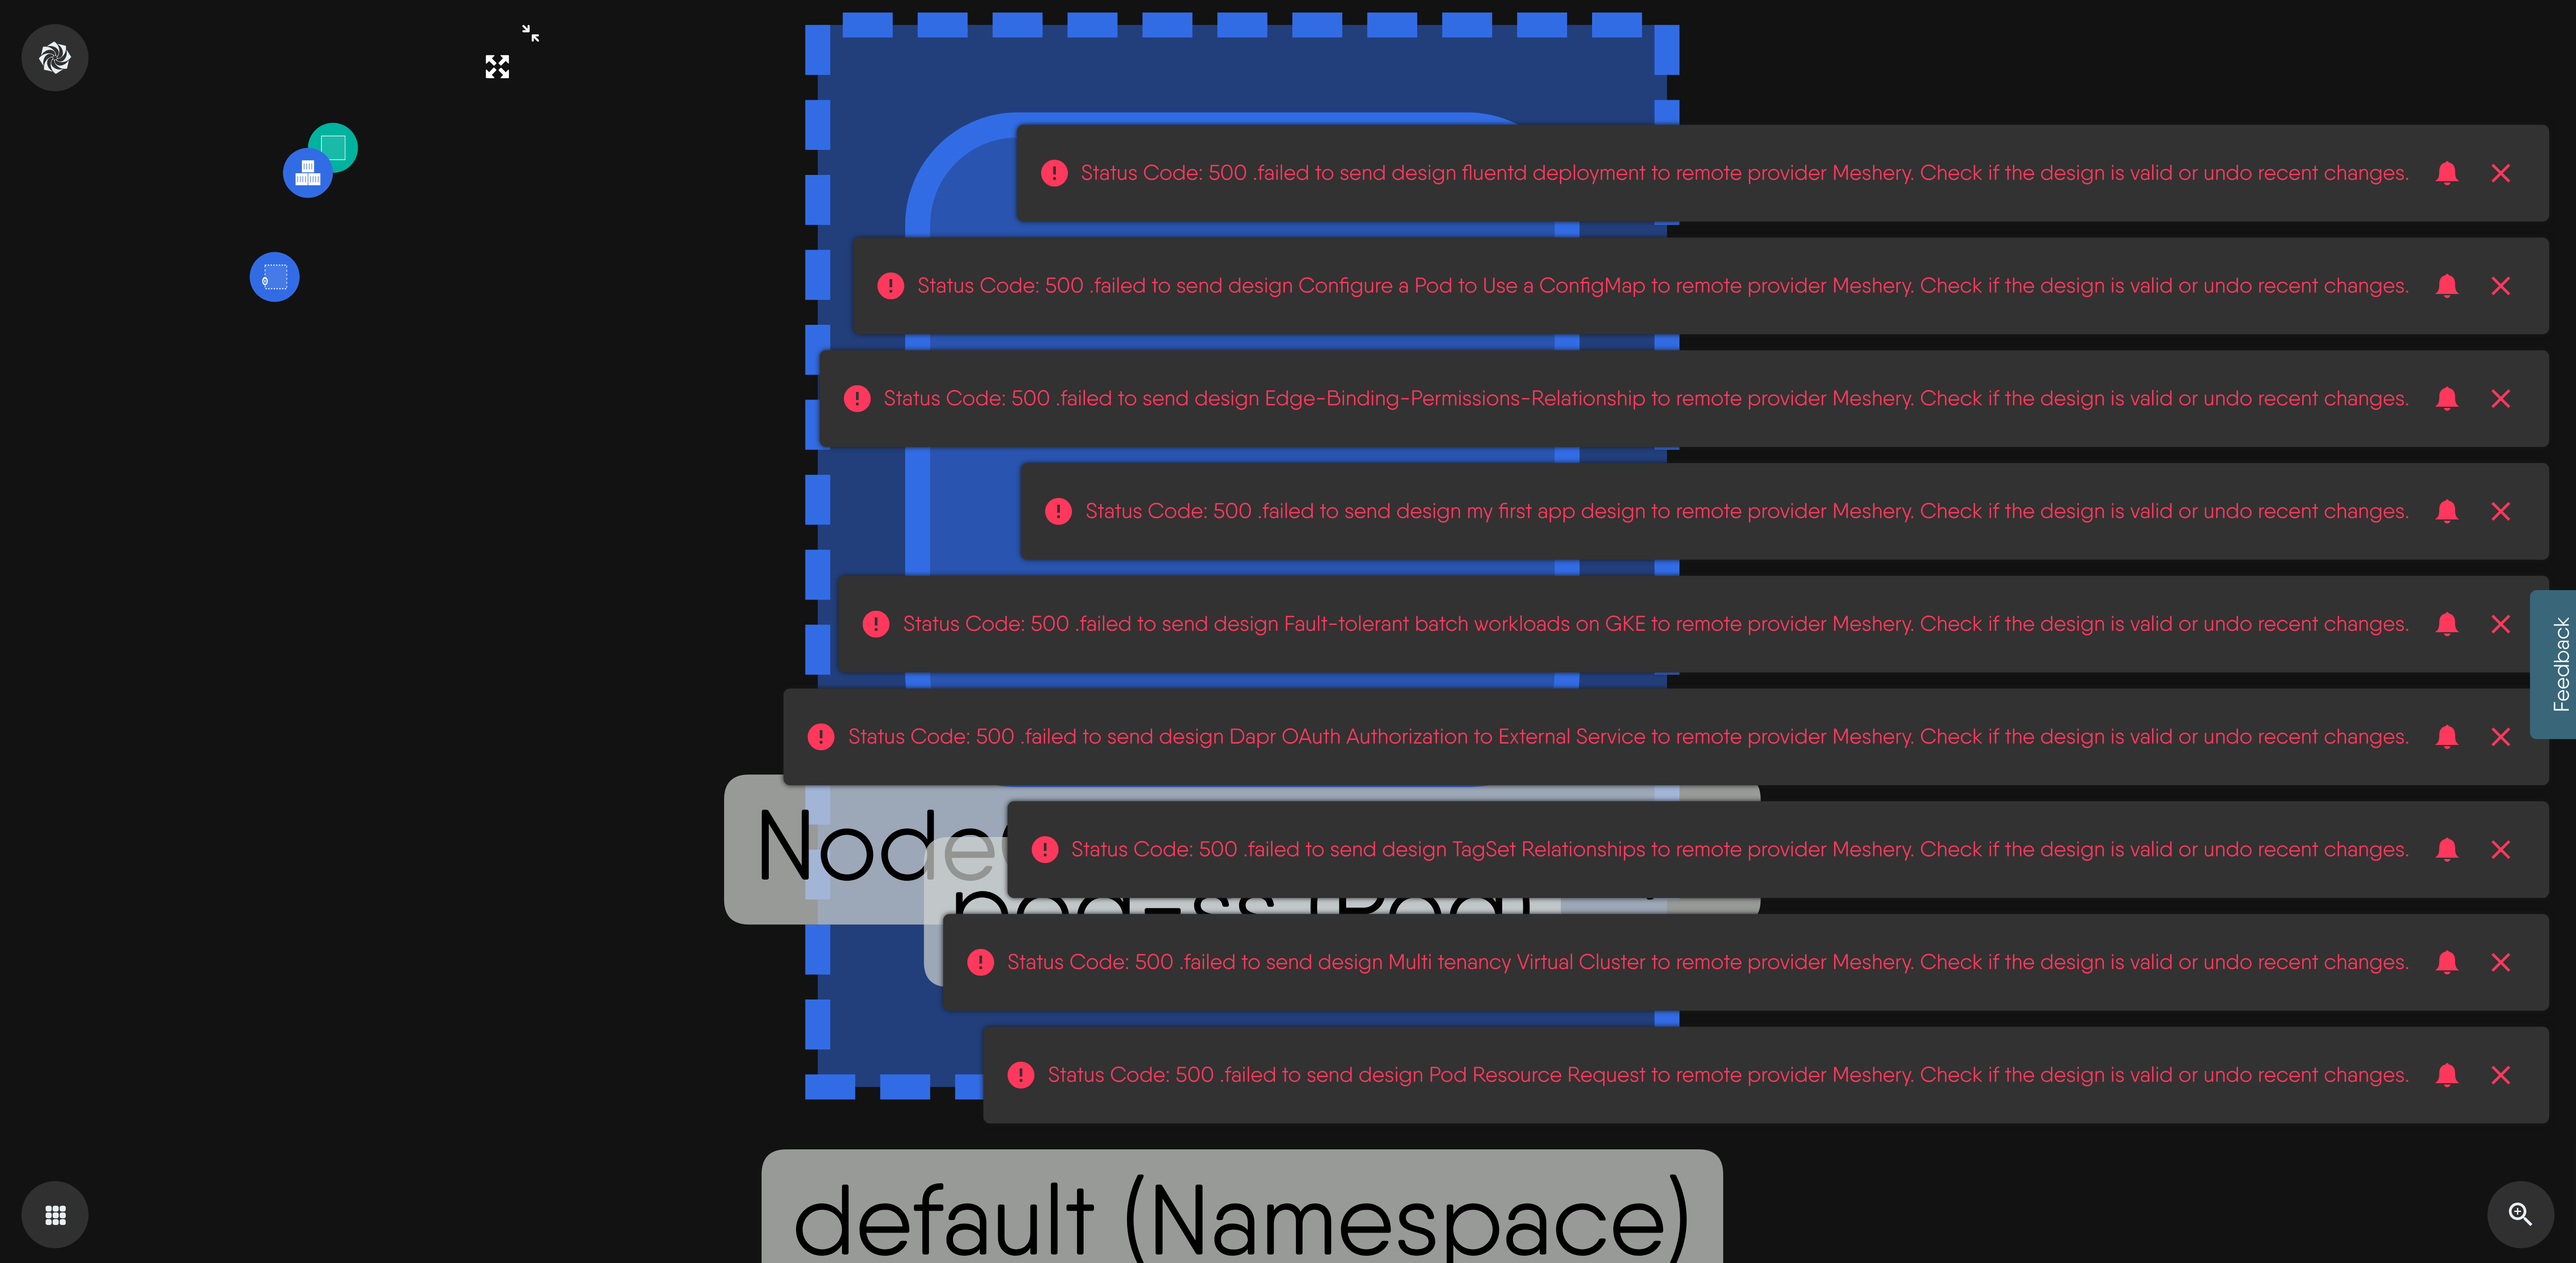 Status Code: 500 .failed to send design fluentd deployment to remote provider Meshery. Check if the design is valid or undo recent changes.
Status Code: 500 .failed to send design Configure a Pod to Use a ConfigMap to remote provider Meshery. Check if the design is valid or undo recent changes.
Status Code: 500 .failed to send design Edge-Binding-Permissions-Relationship to remote provider Meshery. Check if the design is valid or undo recent changes.
Status Code: 500 .failed to send design my first app design to remote provider Meshery. Check if the design is valid or undo recent changes.
Status Code: 500 .failed to send design Fault-tolerant batch workloads on GKE to remote provider Meshery. Check if the design is valid or undo recent changes.
Feedback
Status Code: 500 .failed to send design Dapr OAuth Authorization to External Service to remote provider Meshery. Check if the design is valid or undo recent changes.
Status Code: 500 .failed to send design TagSet Relationships to remote provider Meshery. Check if the design is valid or undo recent changes.
pod-ss (Pod)
Status Code: 500 .failed to send design Multi tenancy Virtual Cluster to remote provider Meshery. Check if the design is valid or undo recent changes.
Status Code: 500 .failed to send design Pod Resource Request to remote provider Meshery. Check if the design is valid or undo recent changes.
default (Namespace)